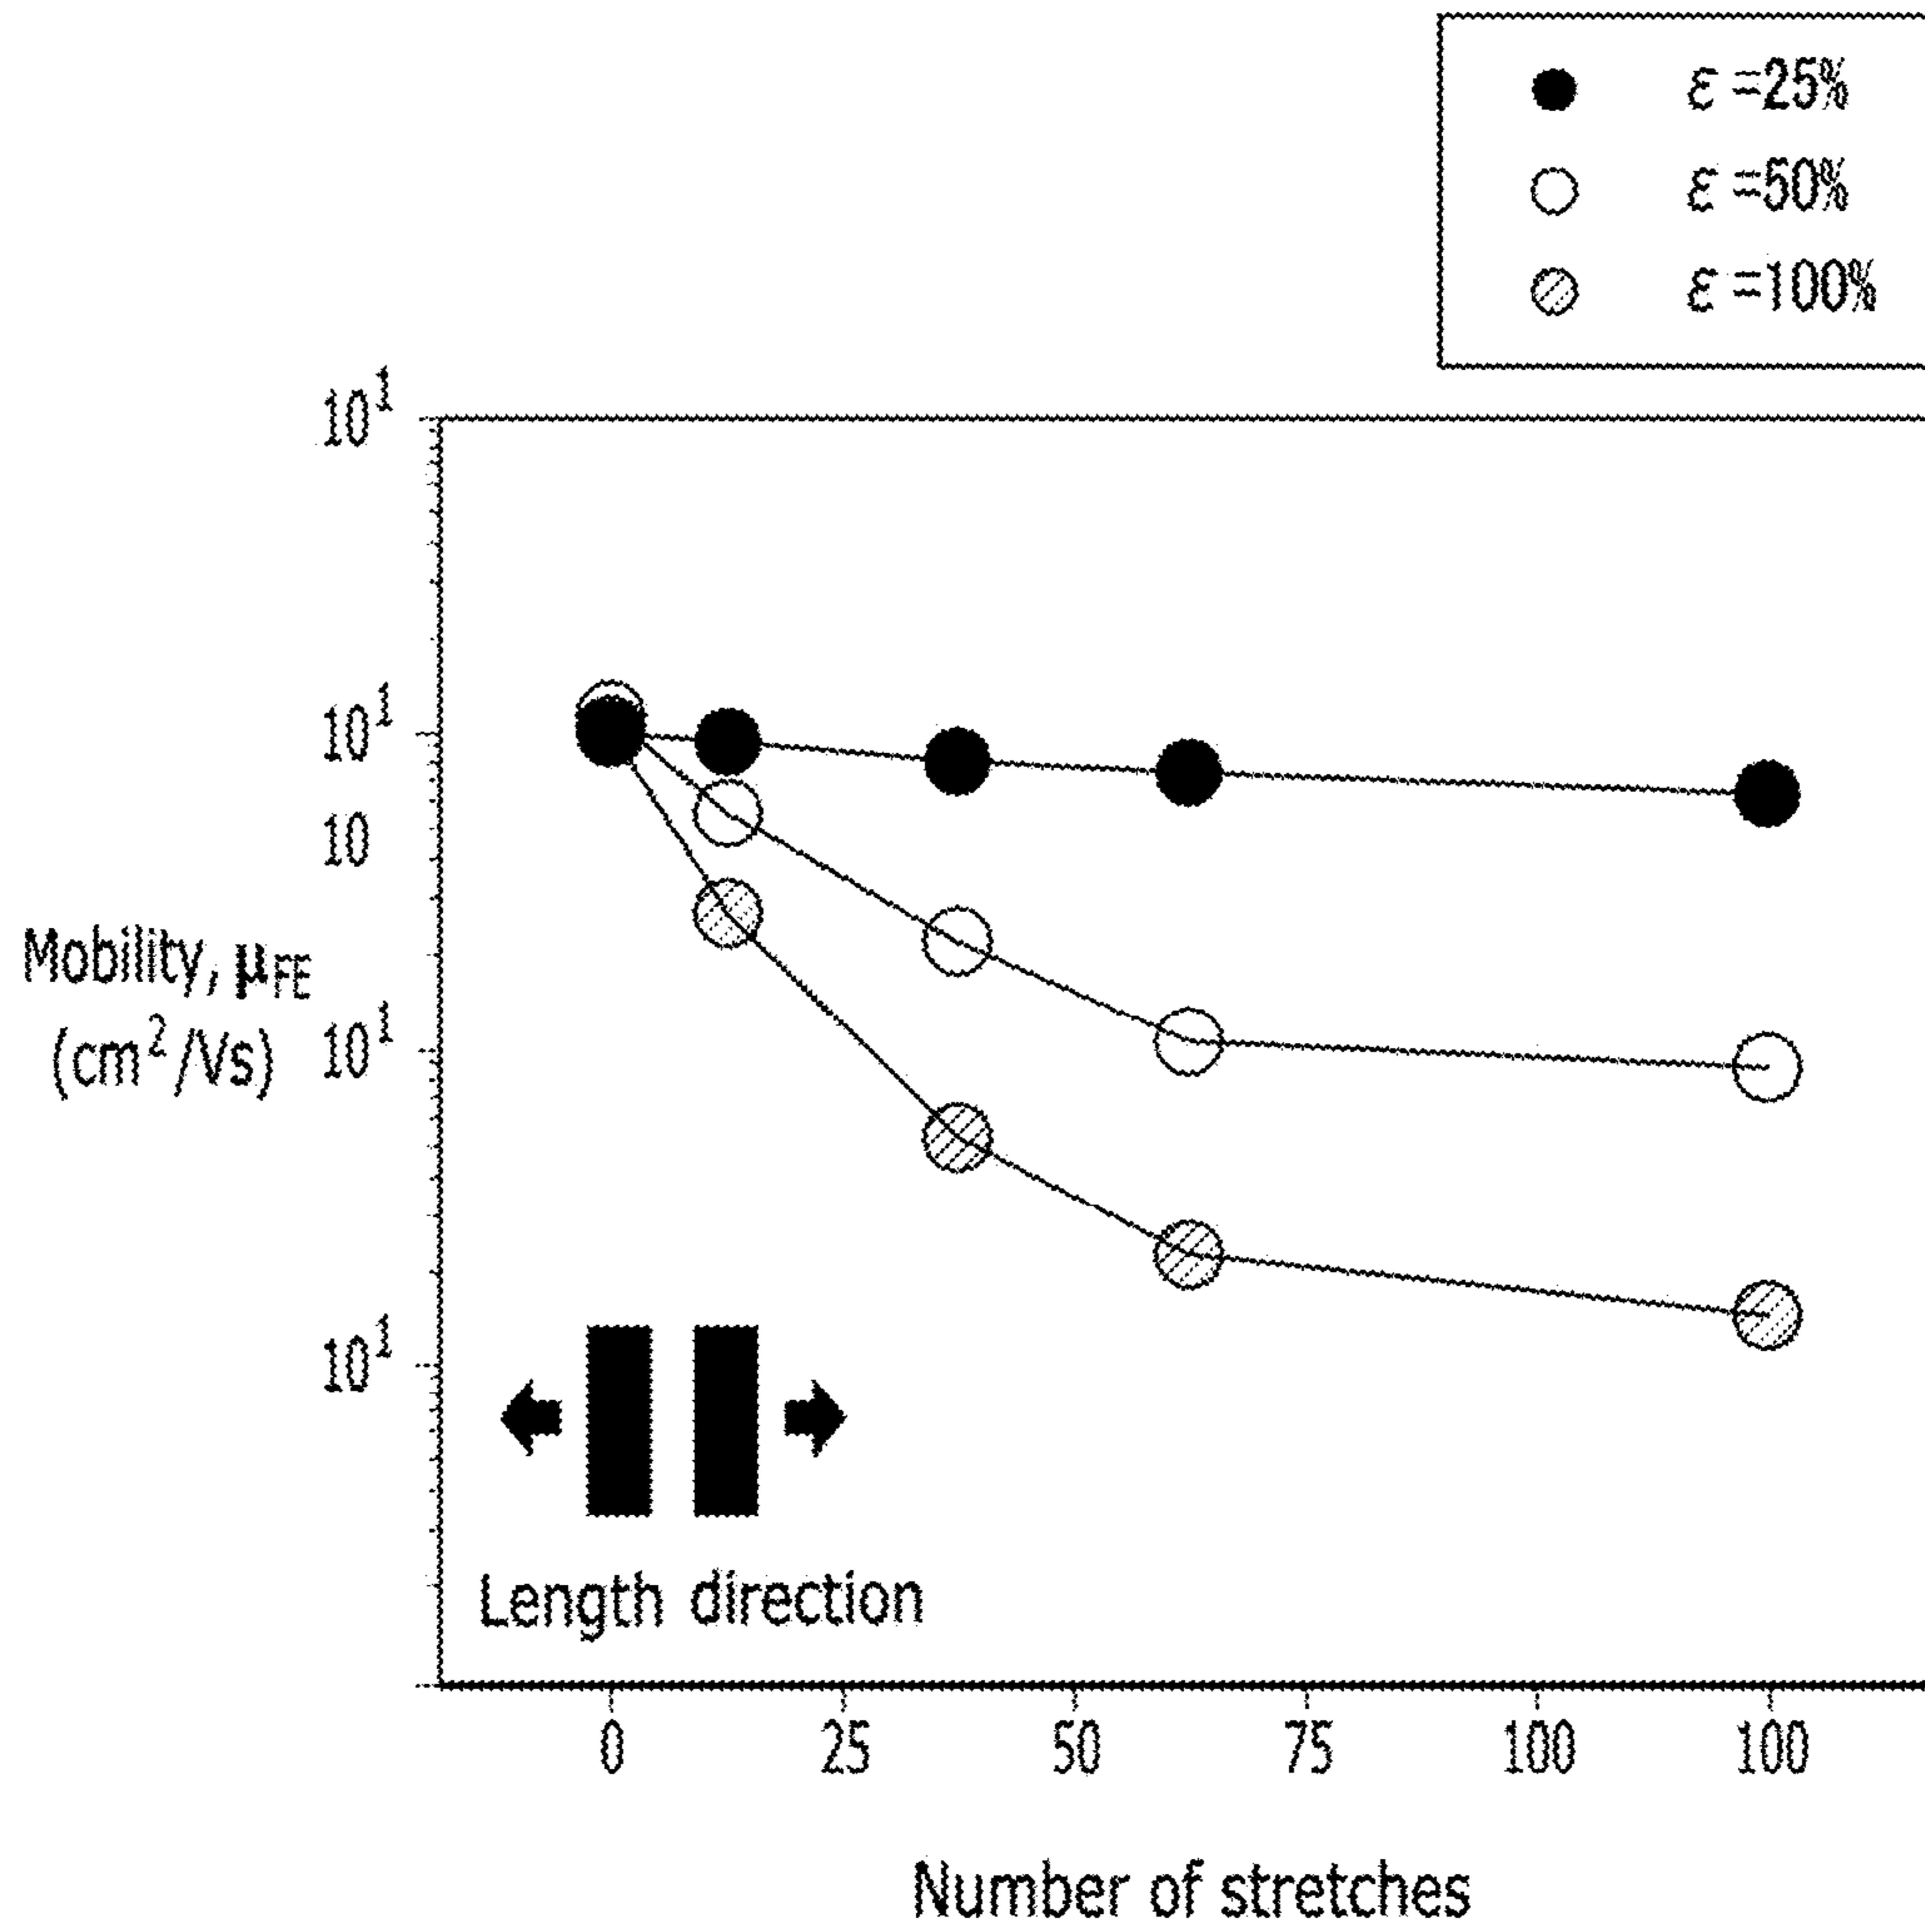 ε =25%
ε =50%
ε =100%
10¹
10¹
10
Mobility, μFE
(cm²/Vs)
10¹
10¹
Length direction
0 25 50 75 100 100
Number of stretches